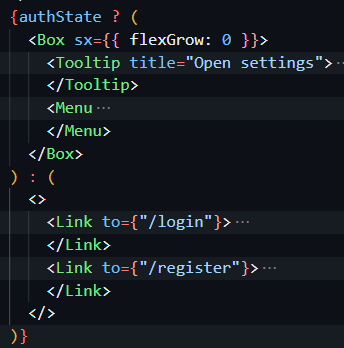 {authState ? (
<Box sx={{ flexGrow: 0 }}>
<Tooltip title="Open settings">···
</Tooltip>
<Menu···
</Menu>
</Box>
) : (
<>
<Link to={"/login"}>···
</Link>
<Link to={"/register"}>···
</Link>
</>
)}